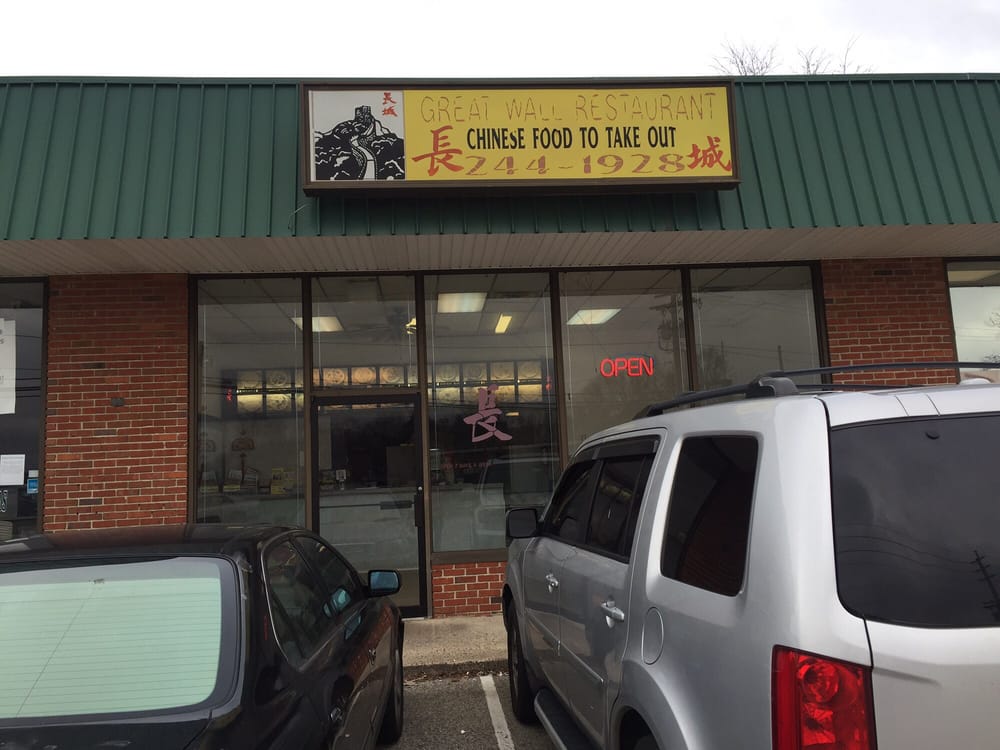 長城
GREAT WALL RESTAURANT
CHINESE FOOD TO TAKE OUT
長 244-1928 城
OPEN
長